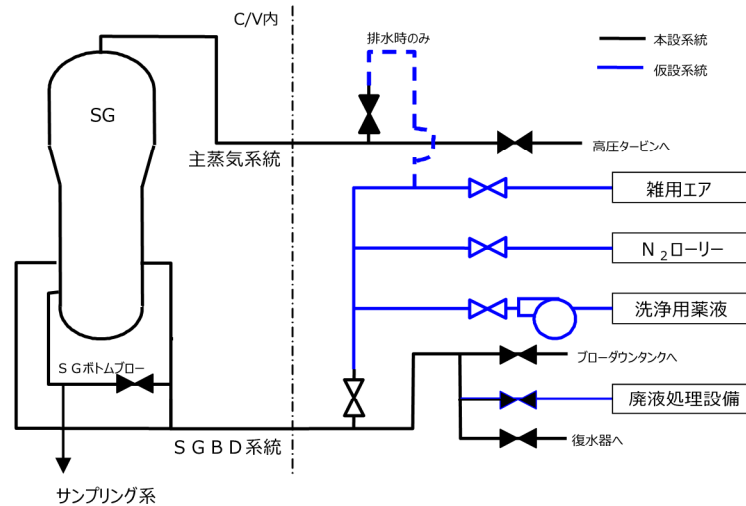 C/V内
排水時のみ
本設系統
仮設系統
SG
主蒸気系統
高圧タービンへ
雑用エア
N₂ローリー
洗浄用薬液
ＳＧボトムブロー
ブローダウンタンクへ
廃液処理設備
ＳＧＢＤ系統
復水器へ
サンプリング系